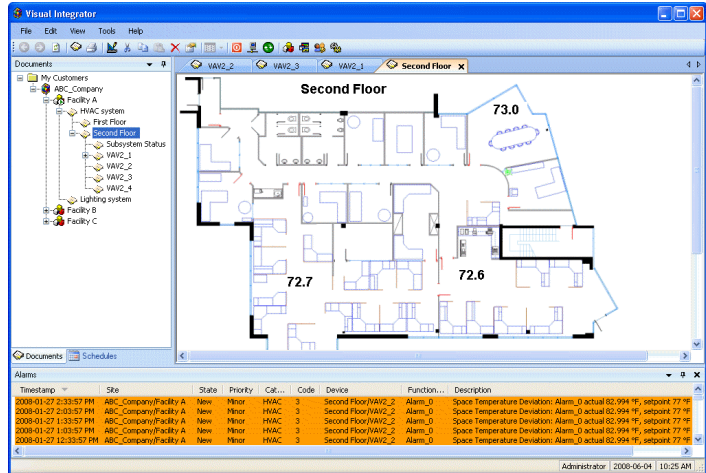 Visual Integrator
File Edit View Tools Help
Documents
VAV2_2 VAV2_3 VAV2_1 Second Floor
My Customers
ABC_Company
Facility A
HVAC system
First Floor
Second Floor
Subsystem Status
VAV2_1
VAV2_2
VAV2_3
VAV2_4
Lighting system
Facility B
Facility C
Second Floor
73.0
72.7
72.6
Documents Schedules
Alarms
Timestamp Site State Priority Cat... Code Device Function... Description
2008-01-27 2:33:57 PM ABC_Company/Facility A New Minor HVAC 3 Second Floor/VAV2_2 Alarm_0 Space Temperature Deviation: Alarm_0 actual 82.994 °F, setpoint 77 °F
2008-01-27 2:03:57 PM ABC_Company/Facility A New Minor HVAC 3 Second Floor/VAV2_2 Alarm_0 Space Temperature Deviation: Alarm_0 actual 82.994 °F, setpoint 77 °F
2008-01-27 1:33:57 PM ABC_Company/Facility A New Minor HVAC 3 Second Floor/VAV2_2 Alarm_0 Space Temperature Deviation: Alarm_0 actual 82.994 °F, setpoint 77 °F
2008-01-27 1:03:57 PM ABC_Company/Facility A New Minor HVAC 3 Second Floor/VAV2_2 Alarm_0 Space Temperature Deviation: Alarm_0 actual 82.994 °F, setpoint 77 °F
2008-01-27 12:33:57 PM ABC_Company/Facility A New Minor HVAC 3 Second Floor/VAV2_2 Alarm_0 Space Temperature Deviation: Alarm_0 actual 82.994 °F, setpoint 77 °F
Administrator 2008-06-04 10:25 AM